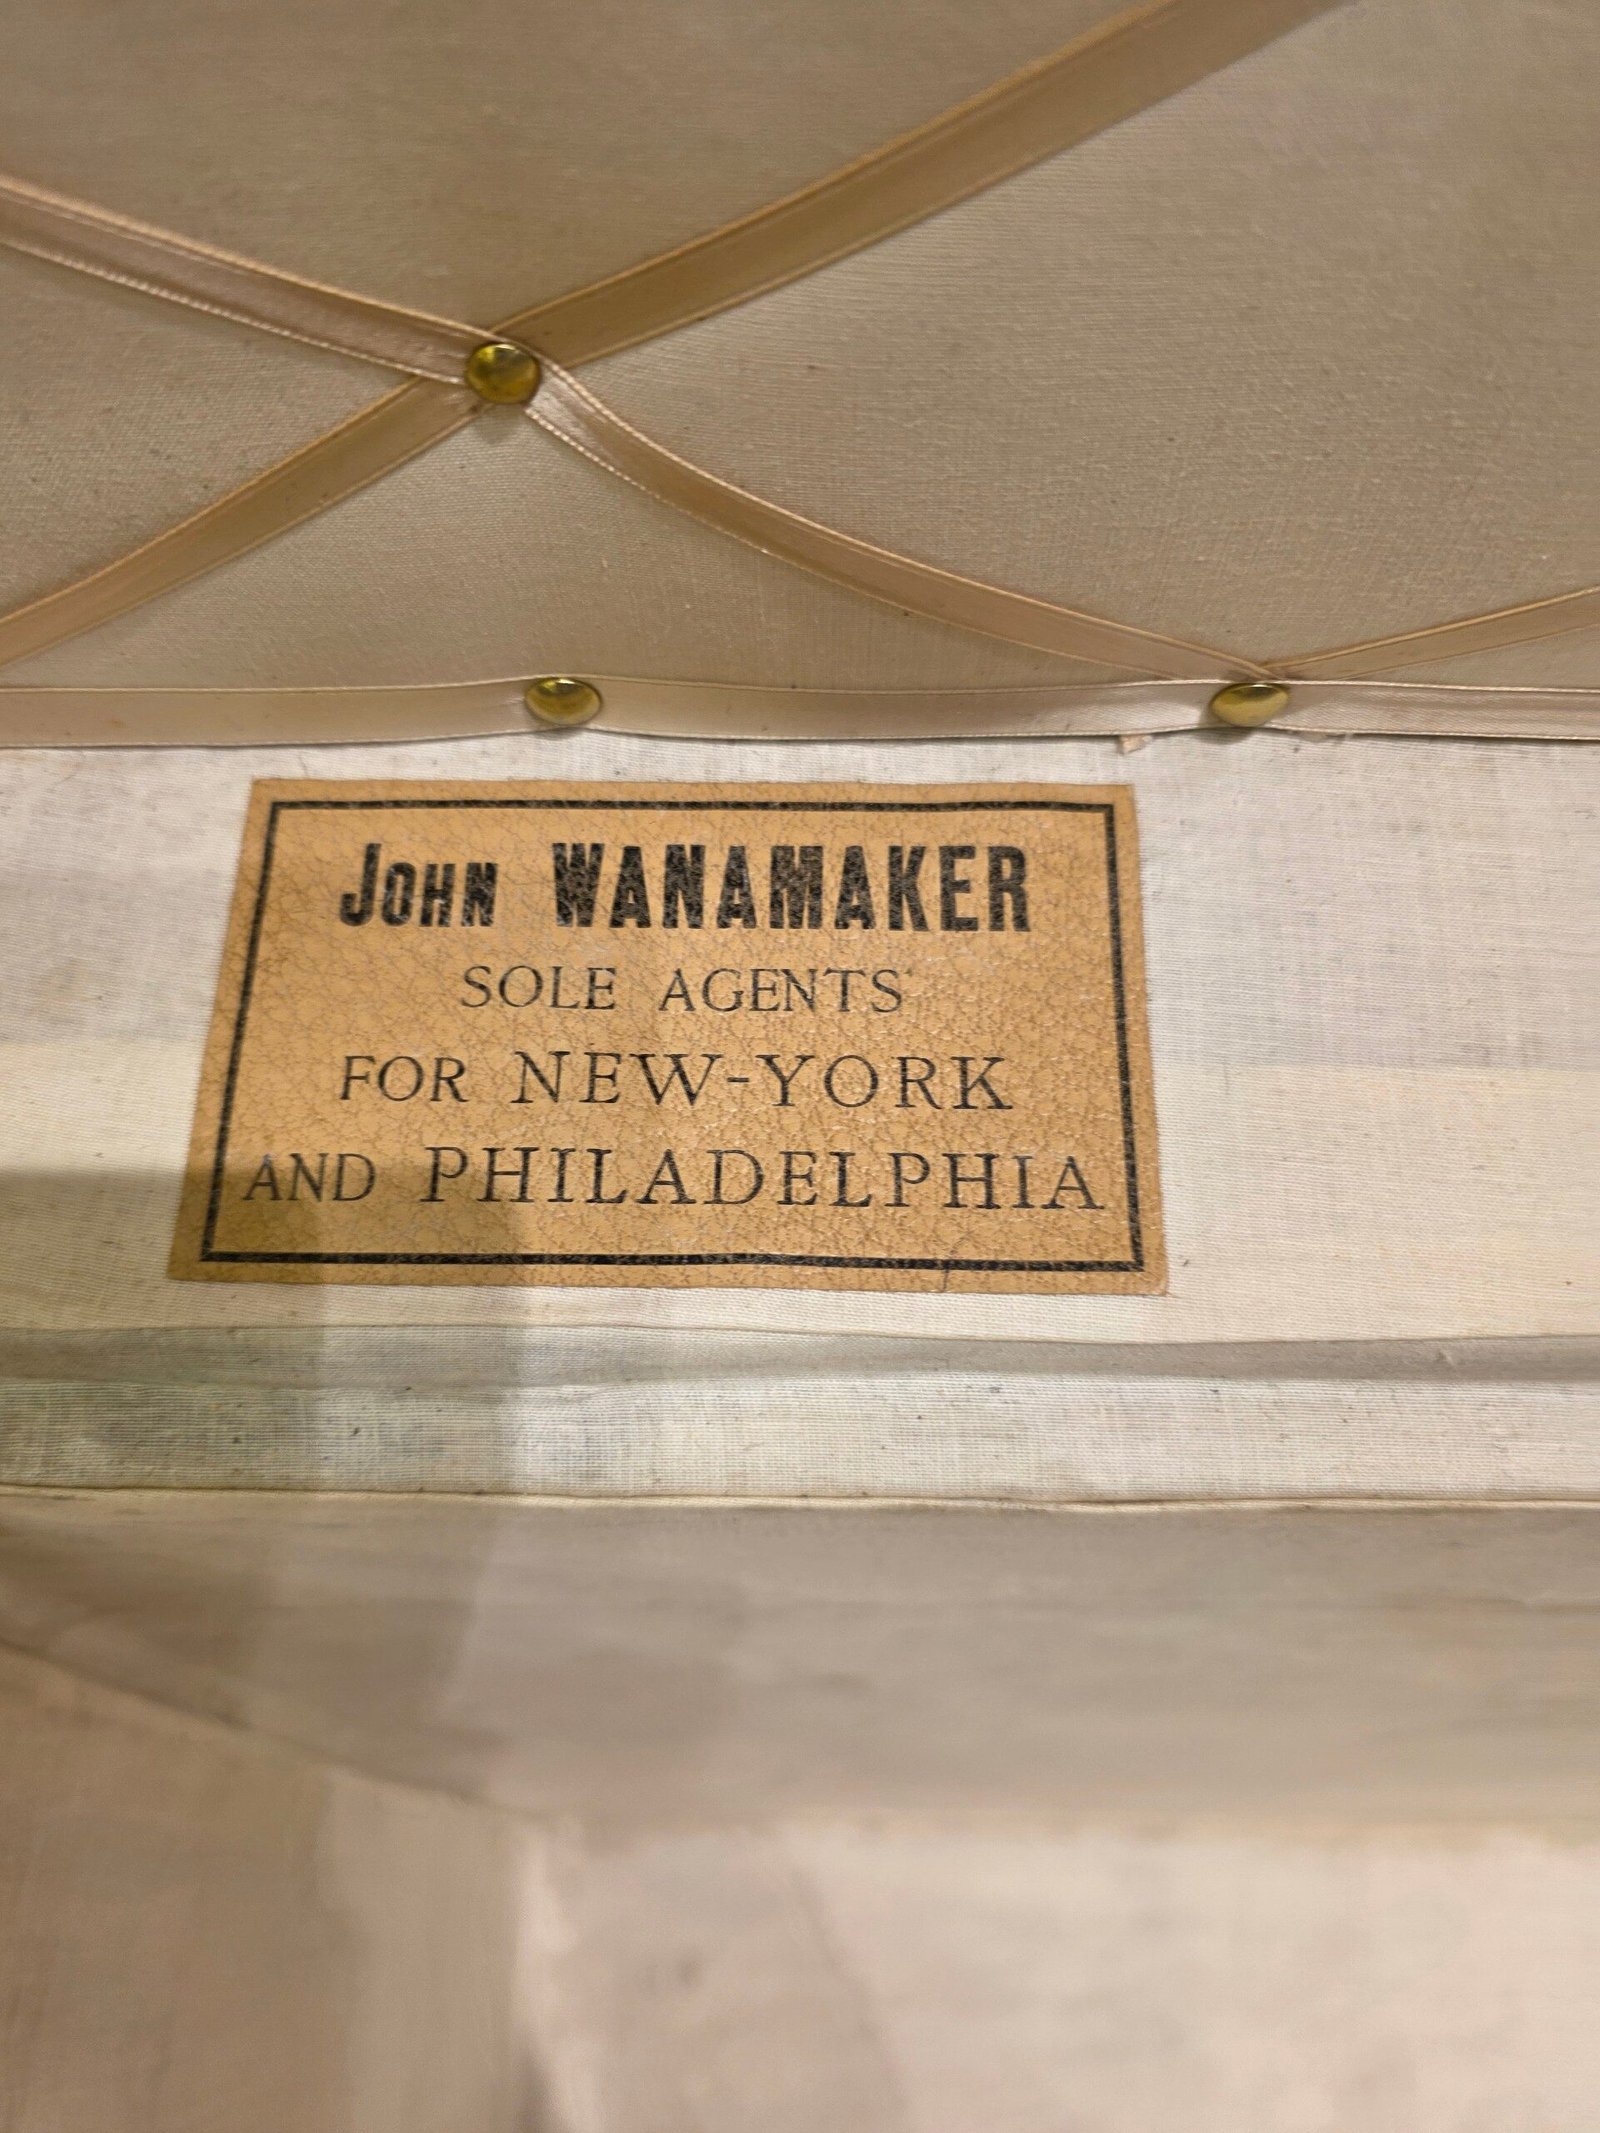 JOHN WANAMAKER
SOLE AGENTS
FOR NEW-YORK
AND PHILADELPHIA